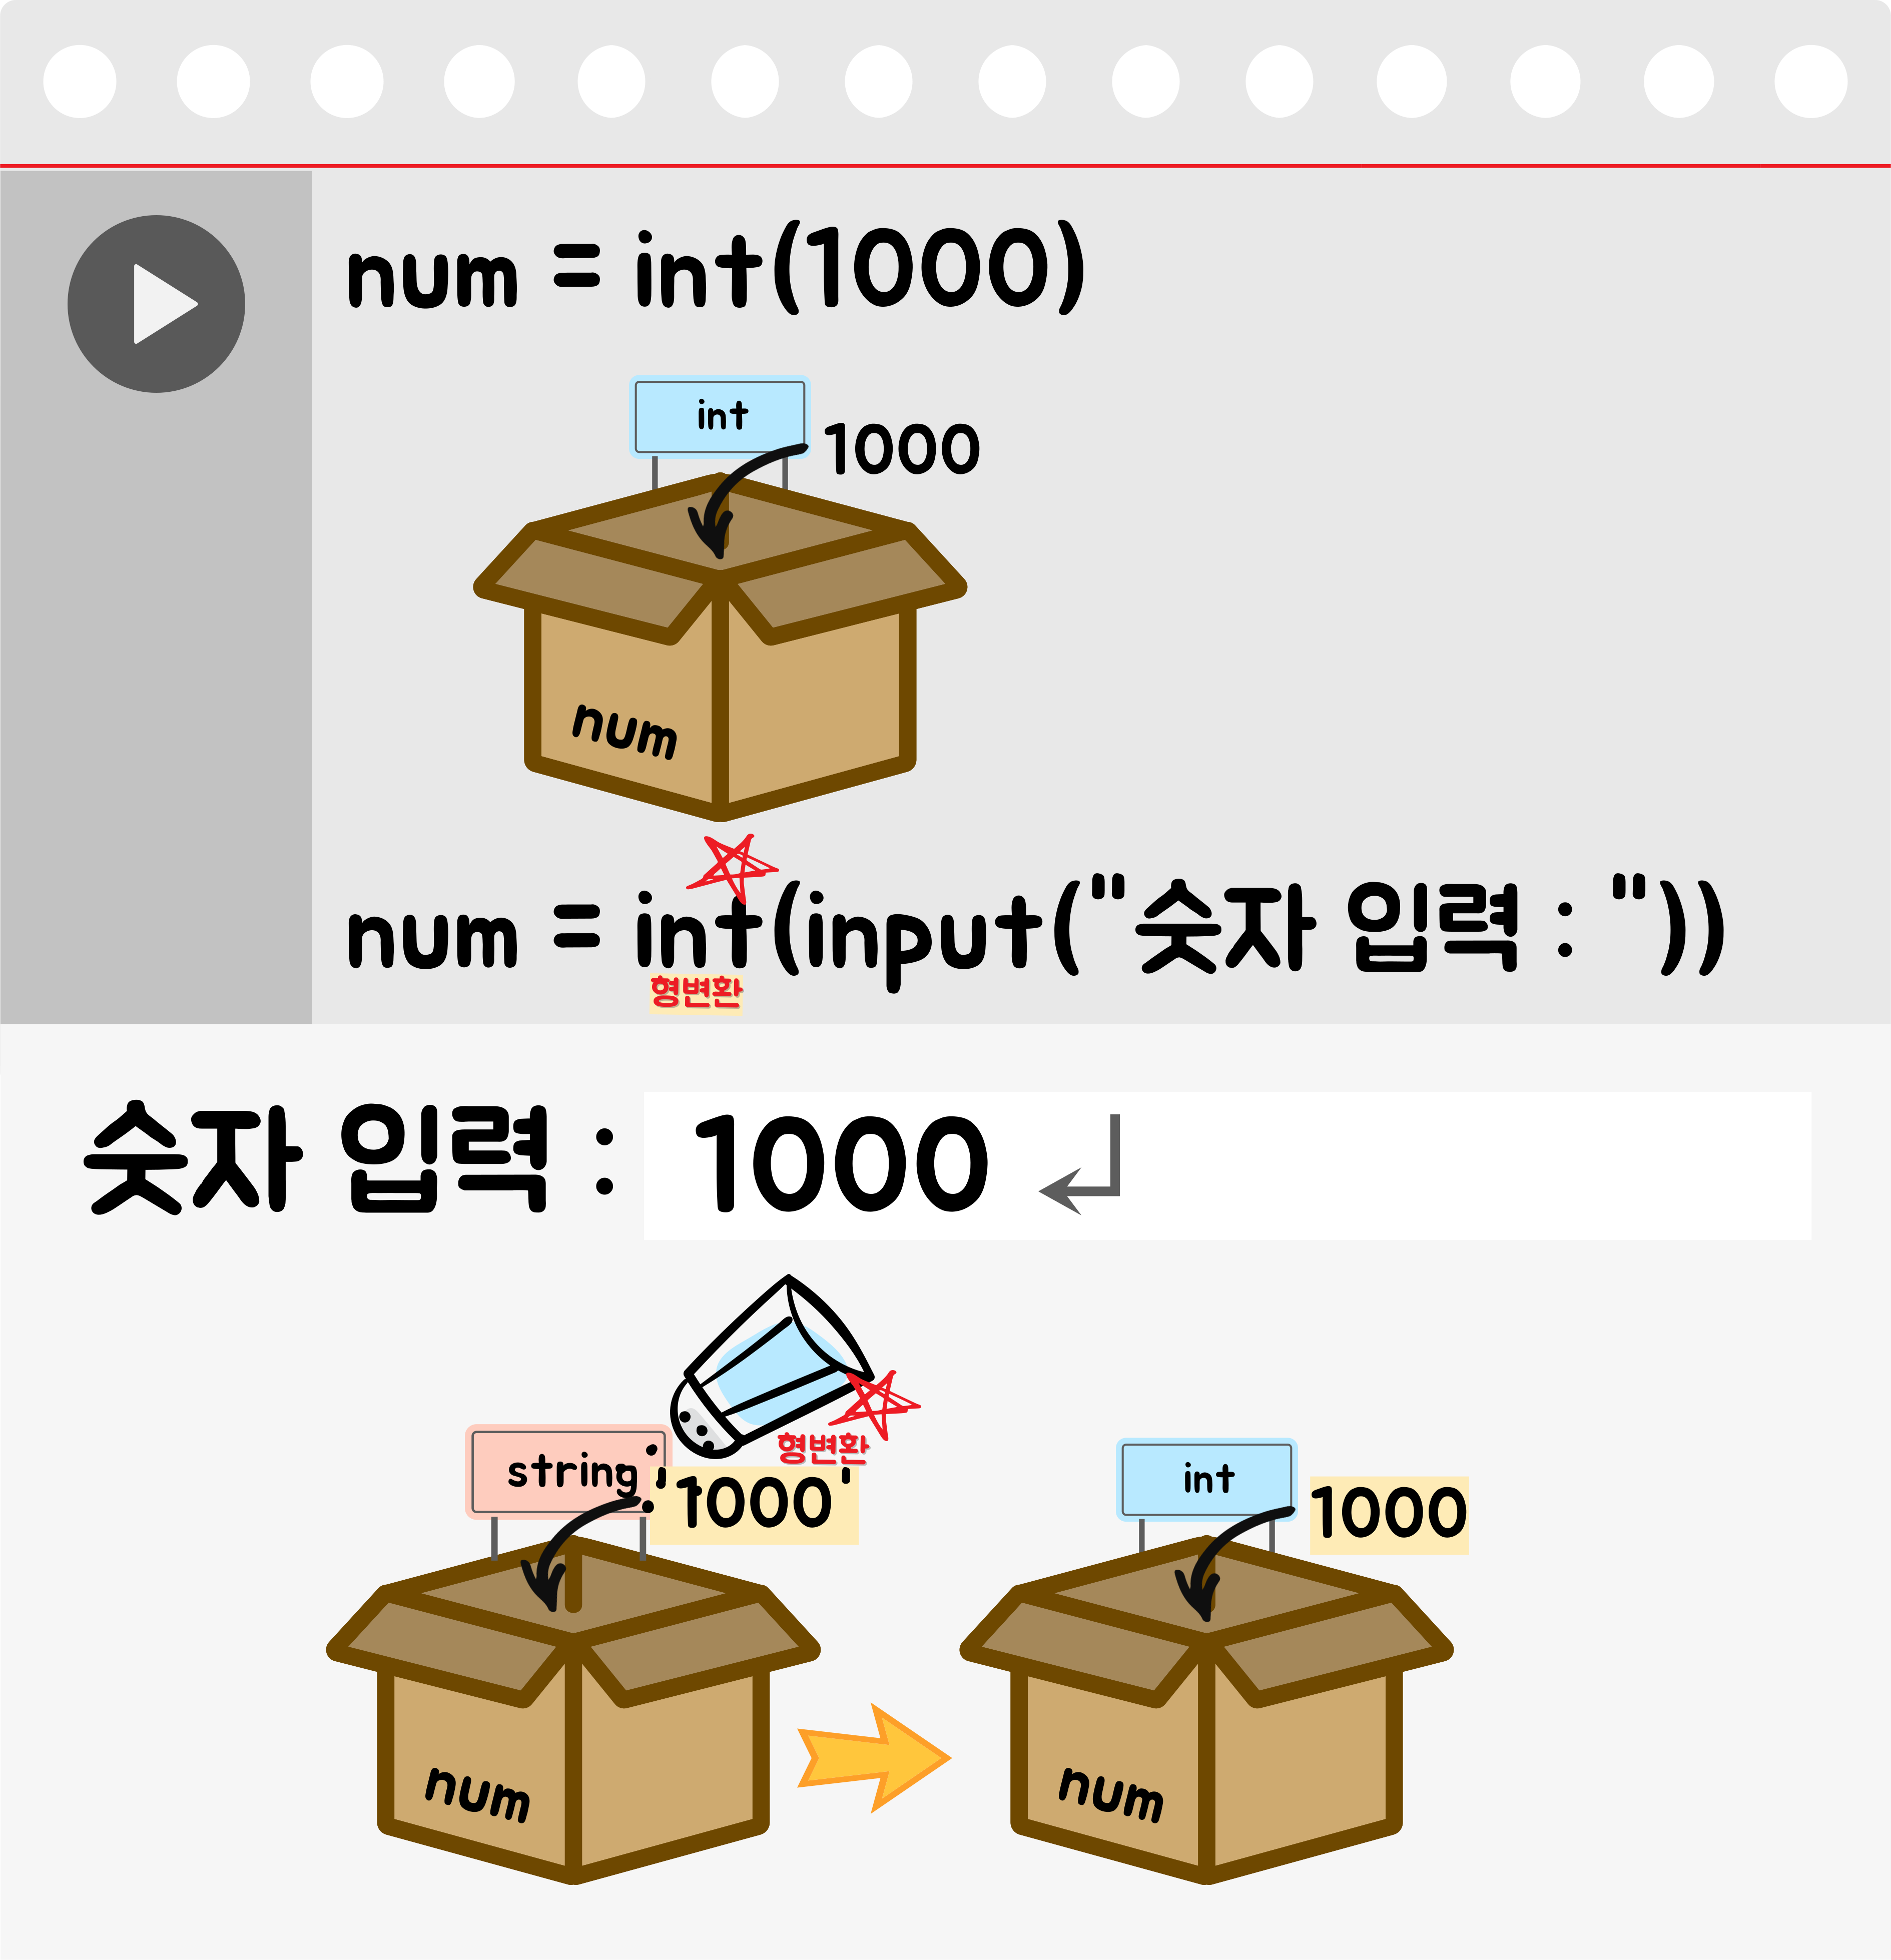 num = int(1000)
int
1000
num
num = int(input("숫자 입력 : "))
형변환
숫자 입력 : 1000
형변환
string
'1000'
int
1000
num
num